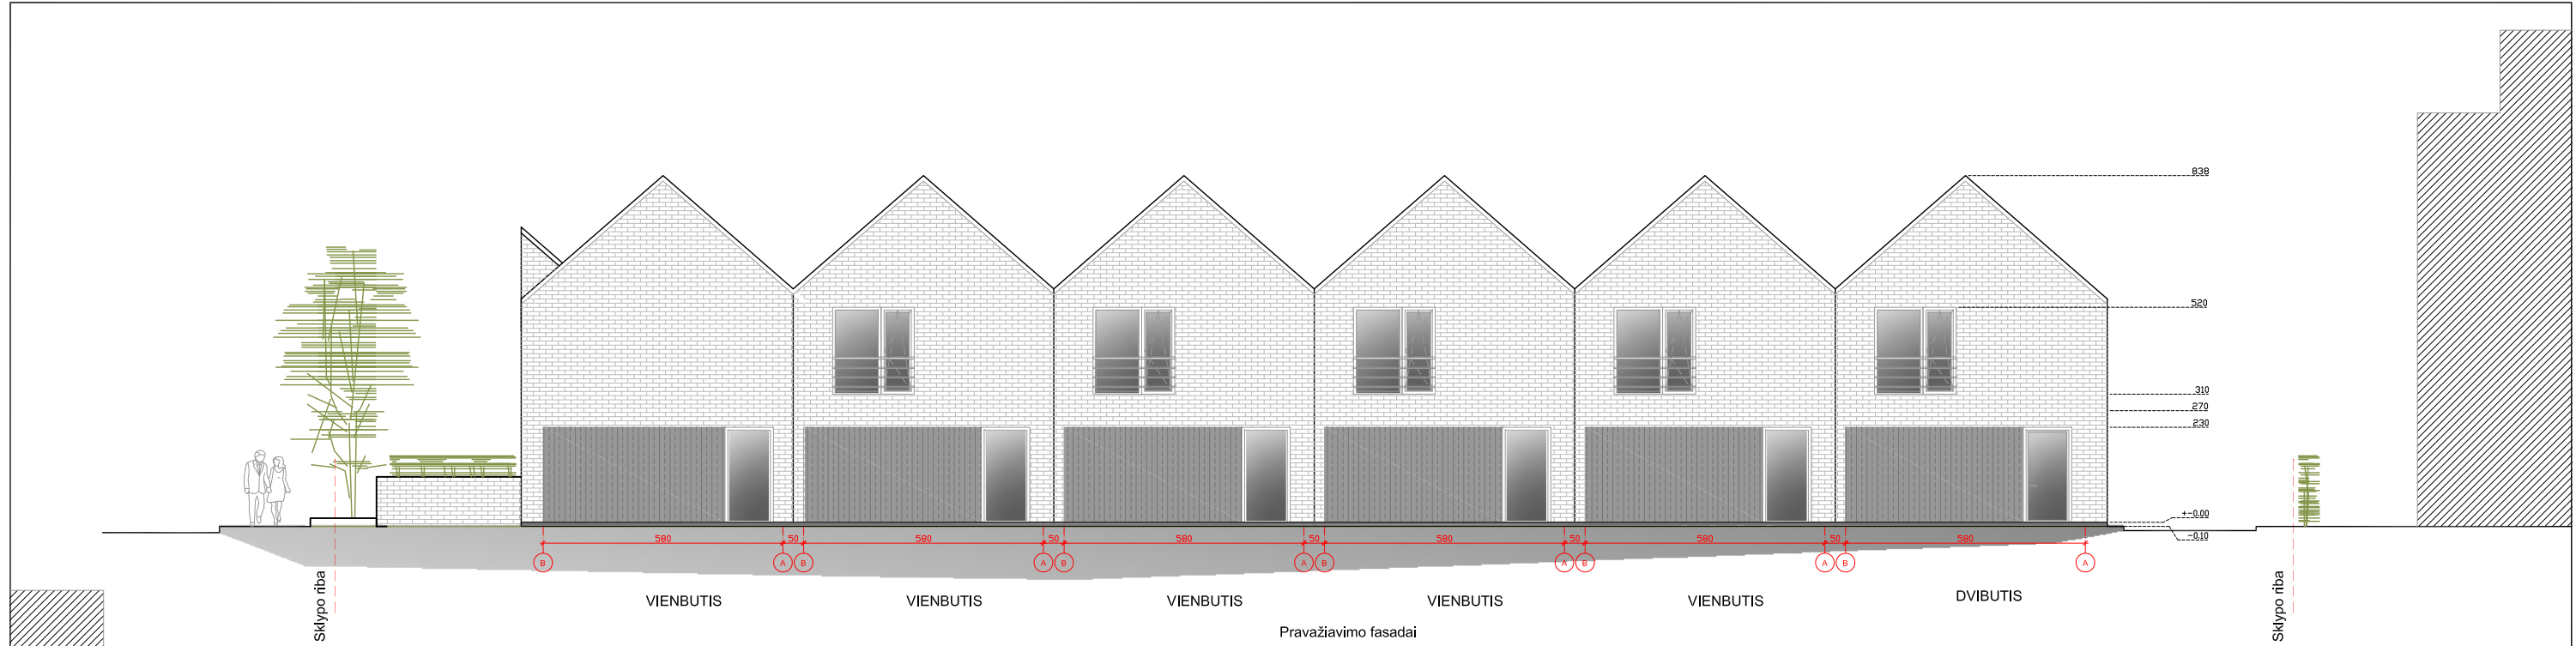 838
520
310
270
230
+-0.00
-0.10
580 50 580 50 580 50 580 50 580 50 580
B A B A B A B A B A B A
Sklypo riba
VIENBUTIS VIENBUTIS VIENBUTIS VIENBUTIS VIENBUTIS DVIBUTIS
Sklypo riba
Pravažiavimo fasadai